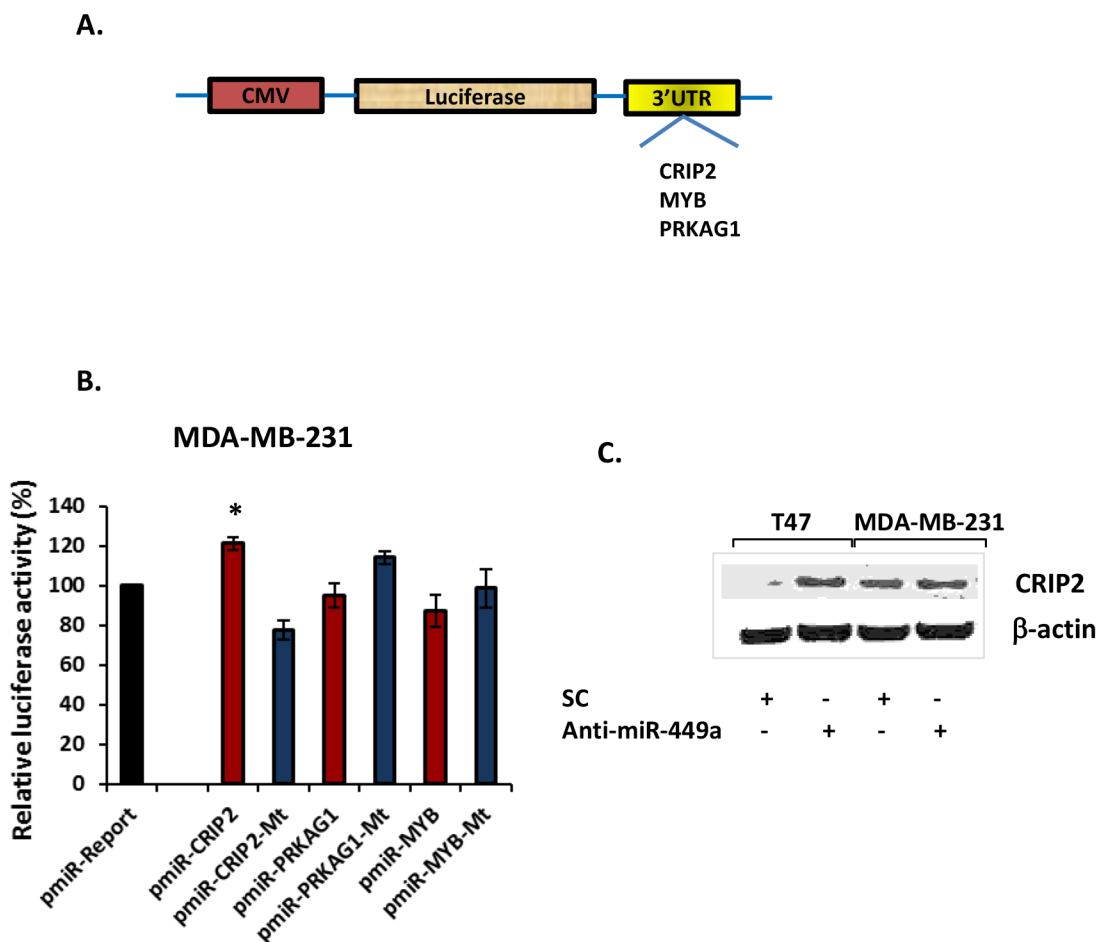 A.
CMV Luciferase 3'UTR
CRIP2
MYB
PRKAG1
B.
MDA-MB-231
Relative luciferase activity (%)
140
120
100
80
60
40
20
0
*
pmiR-Report
pmiR-CRIP2
pmiR-CRIP2-Mt
pmiR-PRKAG1
pmiR-PRKAG1-Mt
pmiR-MYB
pmiR-MYB-Mt
C.
T47 MDA-MB-231
CRIP2
β-actin
SC + - + -
Anti-miR-449a - + - +